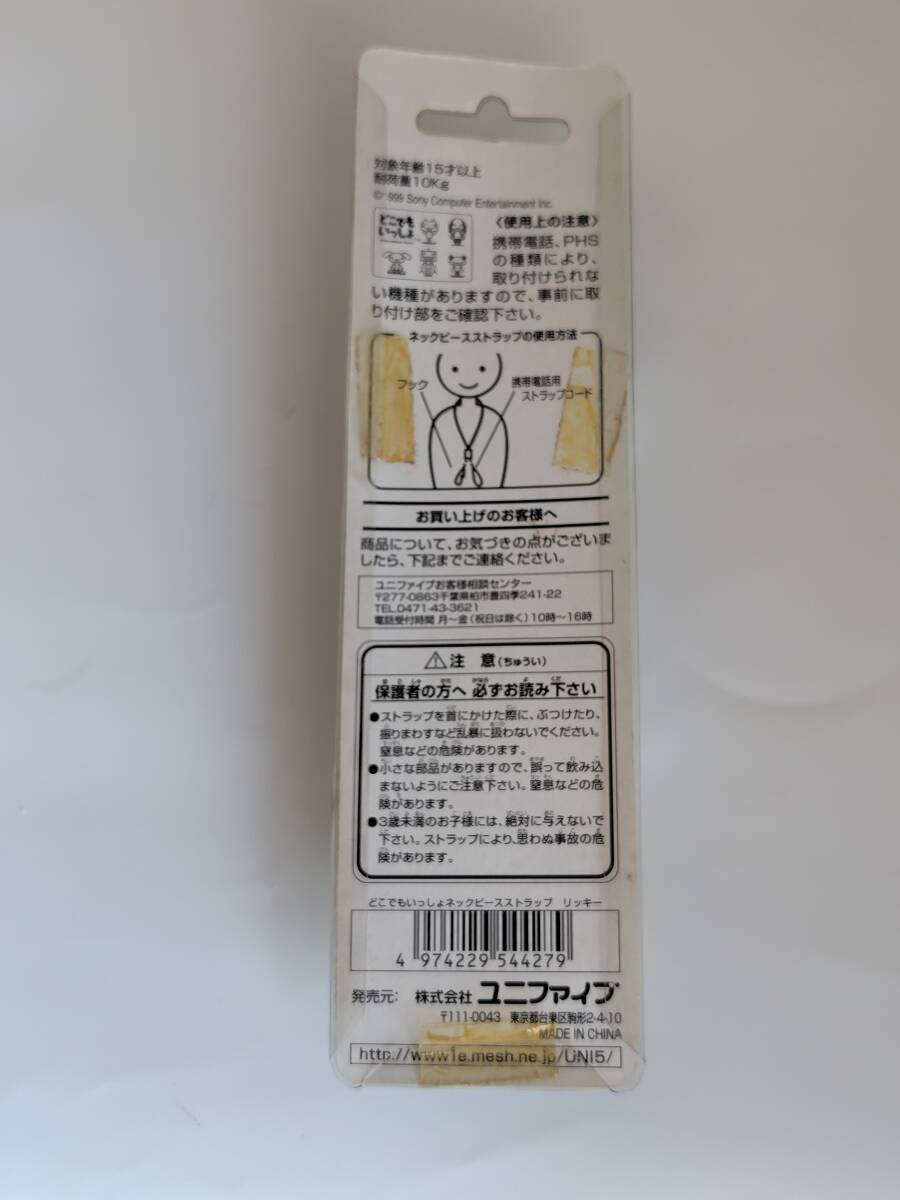 対象年齢15才以上
耐荷重10Kg
© 999 Sony Computer Entertainment Inc.
どこでも
いっしょ
〈使用上の注意〉
携帯電話、PHS
の種類により、
取り付けられな
い機種がありますので、事前に取
り付け部をご確認下さい。
ネックピースストラップの使用方法
フック
携帯電話用
ストラップコード
お買い上げのお客様へ
商品について、お気づきの点がございま
したら、下記までご連絡ください。
ユニファイブお客様相談センター
〒277-0863千葉県柏市豊四季241-22
TEL.0471-43-3621
電話受付時間 月〜金(祝日は除く)10時〜16時
⚠注 意(ちゅうい)
保護者の方へ 必ずお読み下さい
●ストラップを首にかけた際に、ぶつけたり、
振りまわすなど乱暴に扱わないでください。
窒息などの危険があります。
●小さな部品がありますので、誤って飲み込
まないようにご注意下さい。窒息などの危
険があります。
●3歳未満のお子様には、絶対に与えないで
下さい。ストラップにより、思わぬ事故の危
険があります。
どこでもいっしょネックピースストラップ リッキー
4 974229 544279
発売元: 株式会社 ユニファイブ
〒111-0043 東京都台東区駒形2-4-10
MADE IN CHINA
http://www1e.mesh.ne.jp/UNI5/